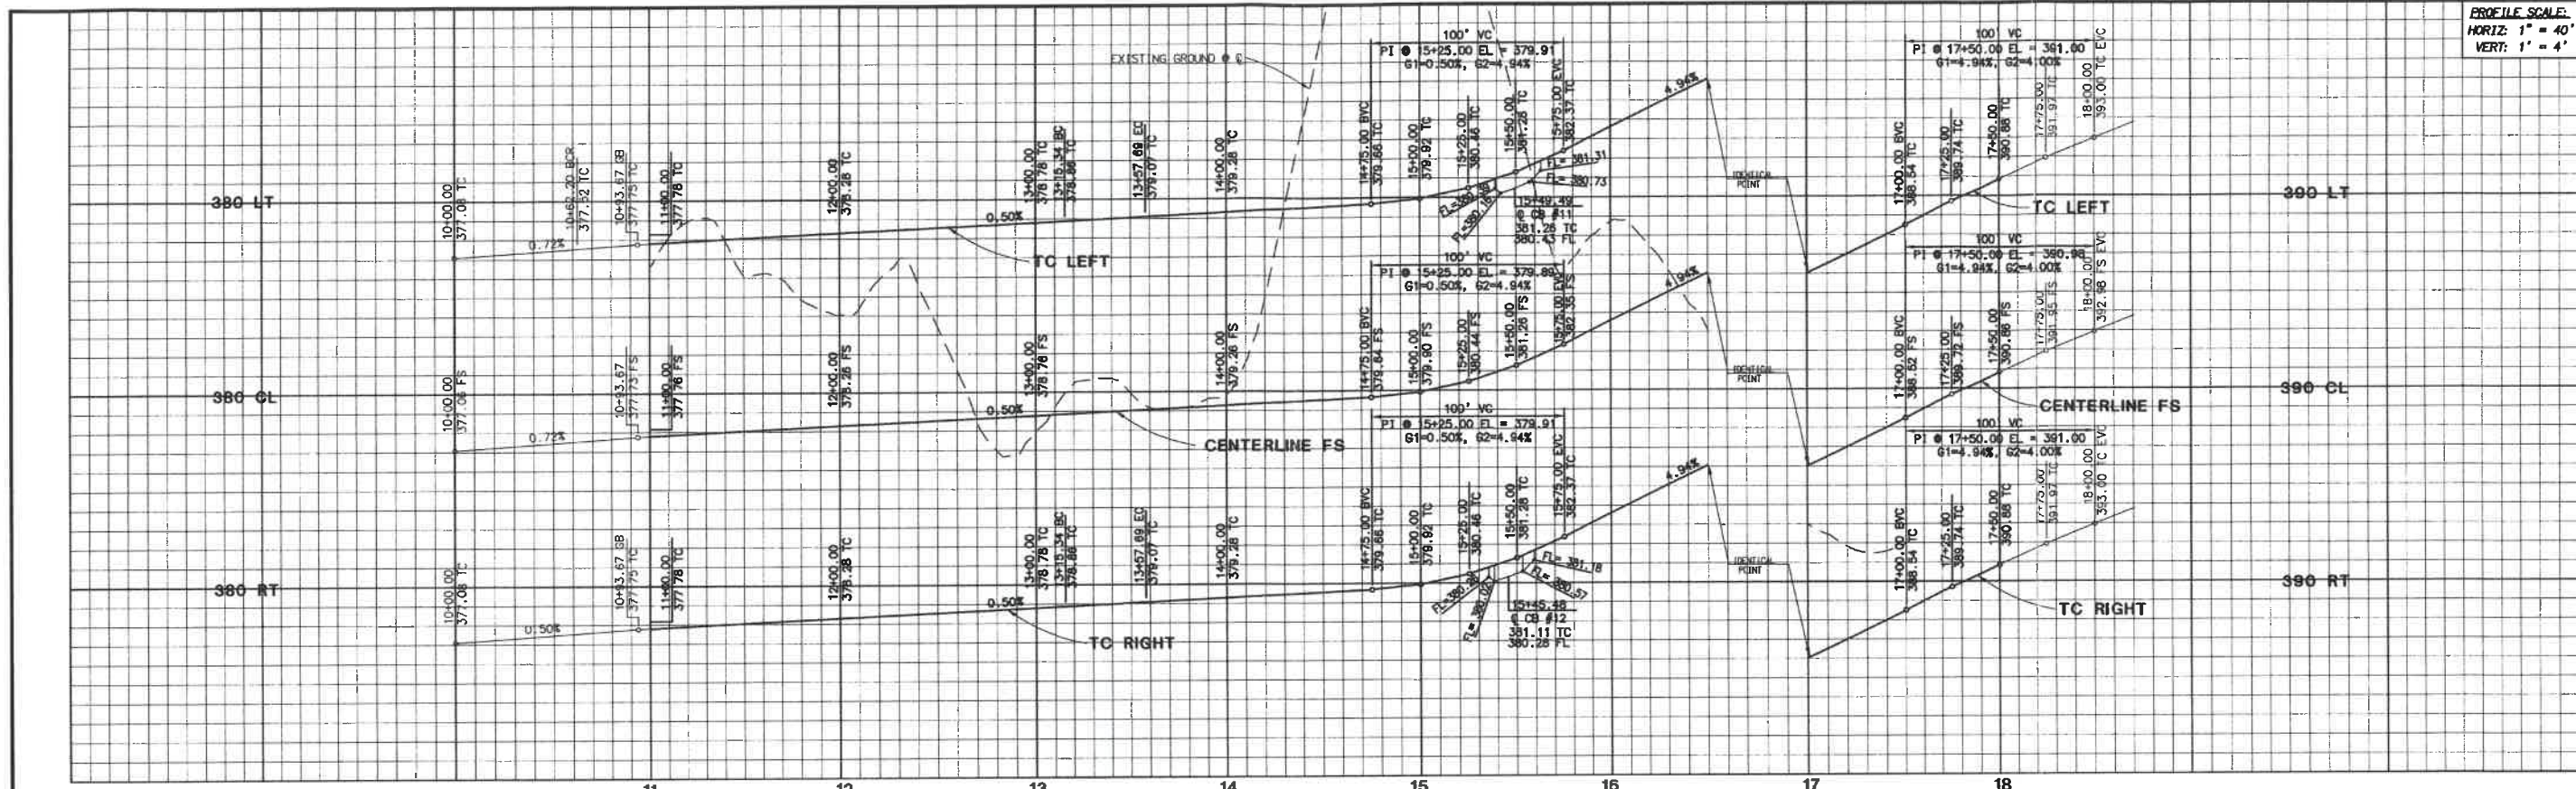 PROFILE SCALE:
HORIZ: 1" = 40'
VERT: 1' = 4'
EXISTING GROUND @ ℄
100' VC
PI @ 15+25.00 EL = 379.91
G1=0.50%, G2=4.94%
100' VC
PI @ 17+50.00 EL = 391.00
G1=4.94%, G2=4.00%
380 LT
10+00.00
377.08 TC
0.72%
10+62.20 BCR
377.52 TC
10+93.67 GB
377.75 TC
11+00.00
377.78 TC
12+00.00
378.28 TC
0.50%
TC LEFT
13+00.00
378.78 TC
13+15.34 BC
378.86 TC
13+57.69 EC
379.07 TC
14+00.00
379.28 TC
14+75.00 BVC
379.66 TC
15+00.00
379.92 TC
15+25.00
380.46 TC
15+50.00
381.28 TC
15+75.00 EVC
382.37 TC
4.94%
FL= 381.31
FL= 380.73
15+49.49
℄ CB #11
381.26 TC
380.43 FL
IDENTICAL
POINT
17+00.00 BVC
388.54 TC
17+25.00
389.74 TC
17+50.00
390.88 TC
17+75.00
391.97 TC
18+00.00
393.00 TC EVC
TC LEFT
390 LT
100' VC
PI @ 15+25.00 EL = 379.89
G1=0.50%, G2=4.94%
100' VC
PI @ 17+50.00 EL = 390.98
G1=4.94%, G2=4.00%
380 CL
10+00.00
377.06 FS
0.72%
10+93.67
377.73 FS
11+00.00
377.76 FS
12+00.00
378.26 FS
0.50%
CENTERLINE FS
13+00.00
378.76 FS
14+00.00
379.26 FS
14+75.00 BVC
379.64 FS
15+00.00
379.90 FS
15+25.00
380.44 FS
15+50.00
381.26 FS
15+75.00 EVC
382.35 FS
4.94%
IDENTICAL
POINT
17+00.00 BVC
388.52 FS
17+25.00
389.72 FS
17+50.00
390.86 FS
17+75.00
391.95 FS
18+00.00
392.98 FS EVC
CENTERLINE FS
390 CL
100' VC
PI @ 15+25.00 EL = 379.91
G1=0.50%, G2=4.94%
100' VC
PI @ 17+50.00 EL = 391.00
G1=4.94%, G2=4.00%
380 RT
10+00.00
377.08 TC
0.50%
10+93.67 GB
377.75 TC
11+00.00
377.78 TC
12+00.00
378.28 TC
0.50%
TC RIGHT
13+00.00
378.78 TC
13+15.34 BC
378.86 TC
13+57.69 EC
379.07 TC
14+00.00
379.28 TC
14+75.00 BVC
379.66 TC
15+00.00
379.92 TC
15+25.00
380.46 TC
15+50.00
381.28 TC
15+75.00 EVC
382.37 TC
4.94%
FL= 381.18
FL= 380.57
FL= 380.02
15+45.48
℄ CB #12
381.11 TC
380.28 FL
IDENTICAL
POINT
17+00.00 BVC
388.54 TC
17+25.00
389.74 TC
17+50.00
390.88 TC
17+75.00
391.97 TC
18+00.00
393.00 TC EVC
TC RIGHT
390 RT
11 12 13 14 15 16 17 18